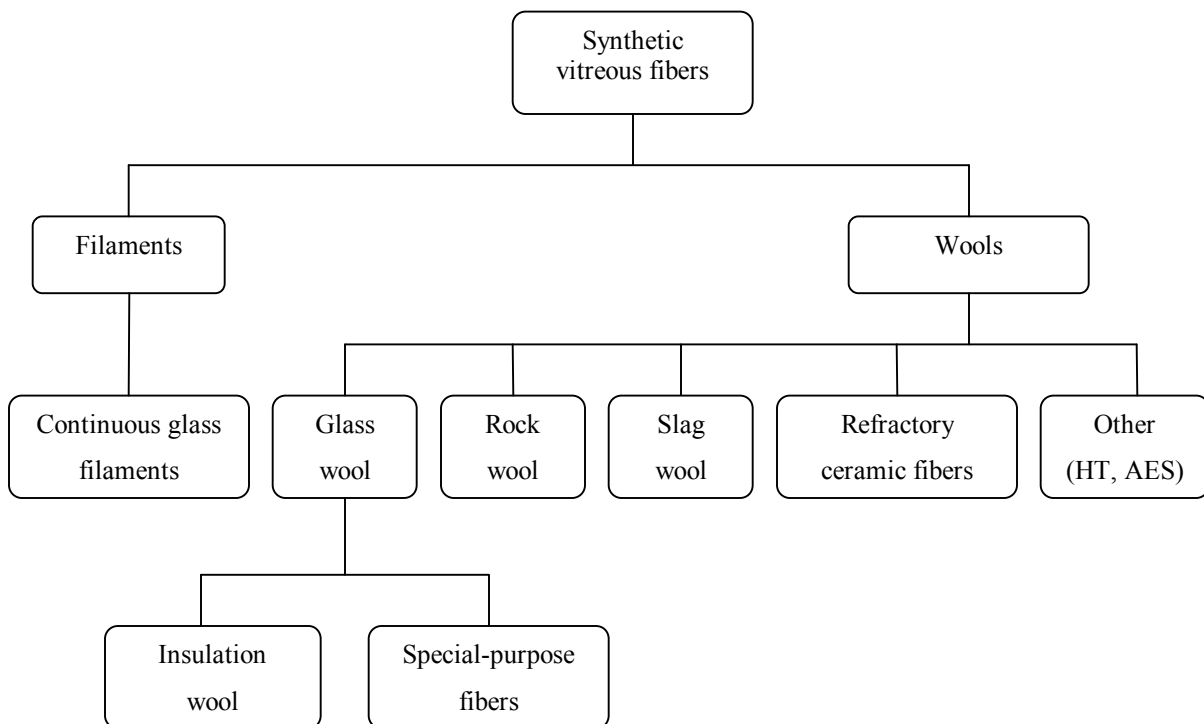 Synthetic
vitreous fibers
Filaments
Wools
Continuous glass
filaments
Glass
wool
Rock
wool
Slag
wool
Refractory
ceramic fibers
Other
(HT, AES)
Insulation
wool
Special-purpose
fibers